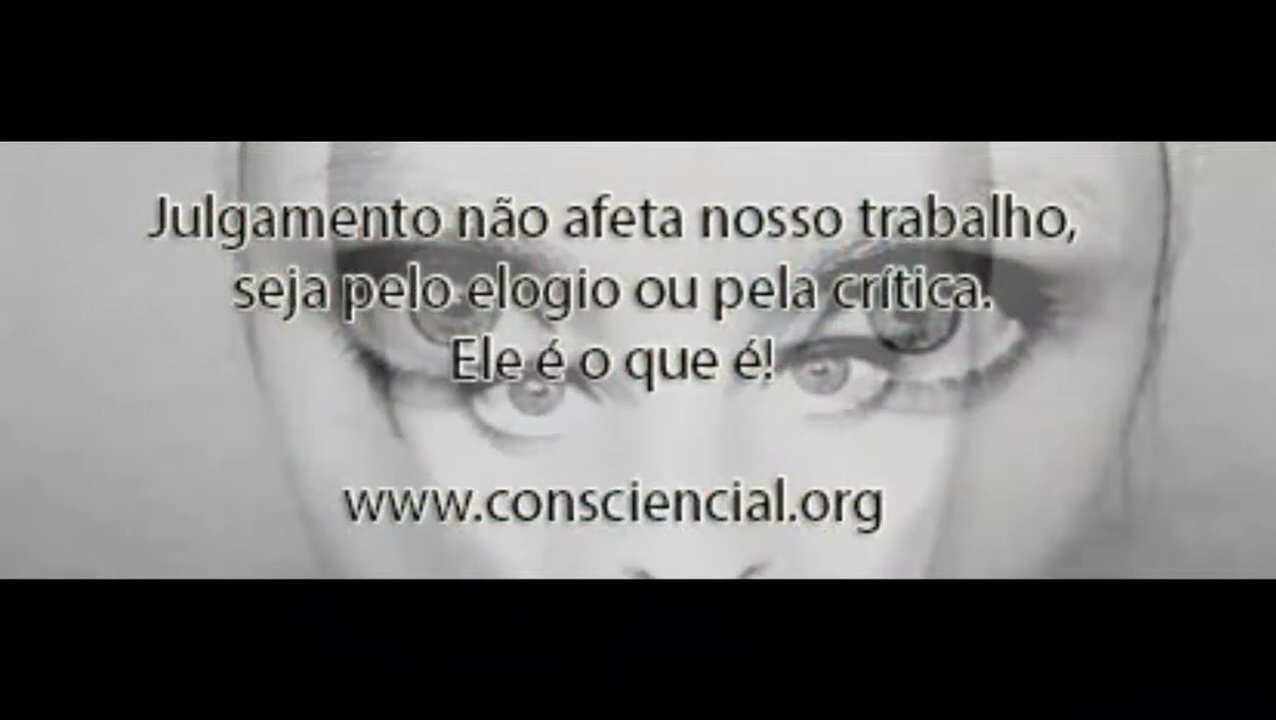 Julgamento não afeta nosso trabalho,
seja pelo elogio ou pela crítica.
Ele é o que é!
www.consciencial.org